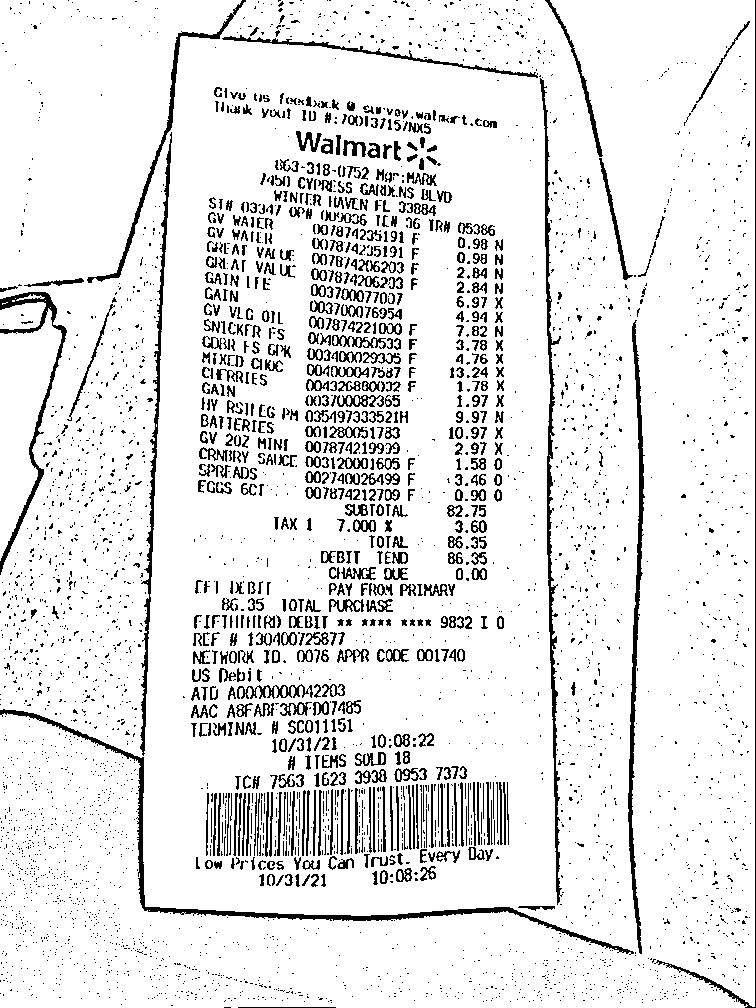 Give us feedback @ survey.walmart.com
Thank you! ID #:700137157NX5
Walmart
863-318-0752 Mgr:MARK
7450 CYPRESS GARDENS BLVD
WINTER HAVEN FL 33884
ST# 03347 OP# 009036 TE# 36 TR# 05386
GV WATER 007874235191 F 0.98 N
GV WATER 007874235191 F 0.98 N
GREAT VALUE 007874206203 F 2.84 N
GREAT VALUE 007874206203 F 2.84 N
GAIN LFE 003700077007 6.97 X
GAIN 003700076954 4.94 X
GV VLG OIL 007874221000 F 7.82 N
SNICKER FS 004000050533 F 3.78 X
GDBR FS GPK 003400029305 F 4.76 X
MIXED CHOC 004000047587 F 13.24 X
CHERRIES 004326880032 F 1.78 X
GAIN 003700082365 1.97 X
HY RSTLEG PM 035497333521H 9.97 N
BATTERIES 001280051783 10.97 X
GV 2OZ MINI 007874219999 2.97 X
CRNBRY SAUCE 003120001605 F 1.58 O
SPREADS 002740026499 F 3.46 O
EGGS 6CT 007874212709 F 0.90 O
SUBTOTAL 82.75
TAX 1 7.000 % 3.60
TOTAL 86.35
DEBIT TEND 86.35
CHANGE DUE 0.00
EFT DEBIT PAY FROM PRIMARY
86.35 TOTAL PURCHASE
FIFTHTHIRD DEBIT ** **** **** 9832 I 0
REF # 130400725877
NETWORK ID. 0076 APPR CODE 001740
US Debit
AID A0000000042203
AAC A8FABF3D0FD07485
TERMINAL # SC011151
10/31/21 10:08:22
# ITEMS SOLD 18
TC# 7563 1623 3938 0953 7373
Low Prices You Can Trust. Every Day.
10/31/21 10:08:26